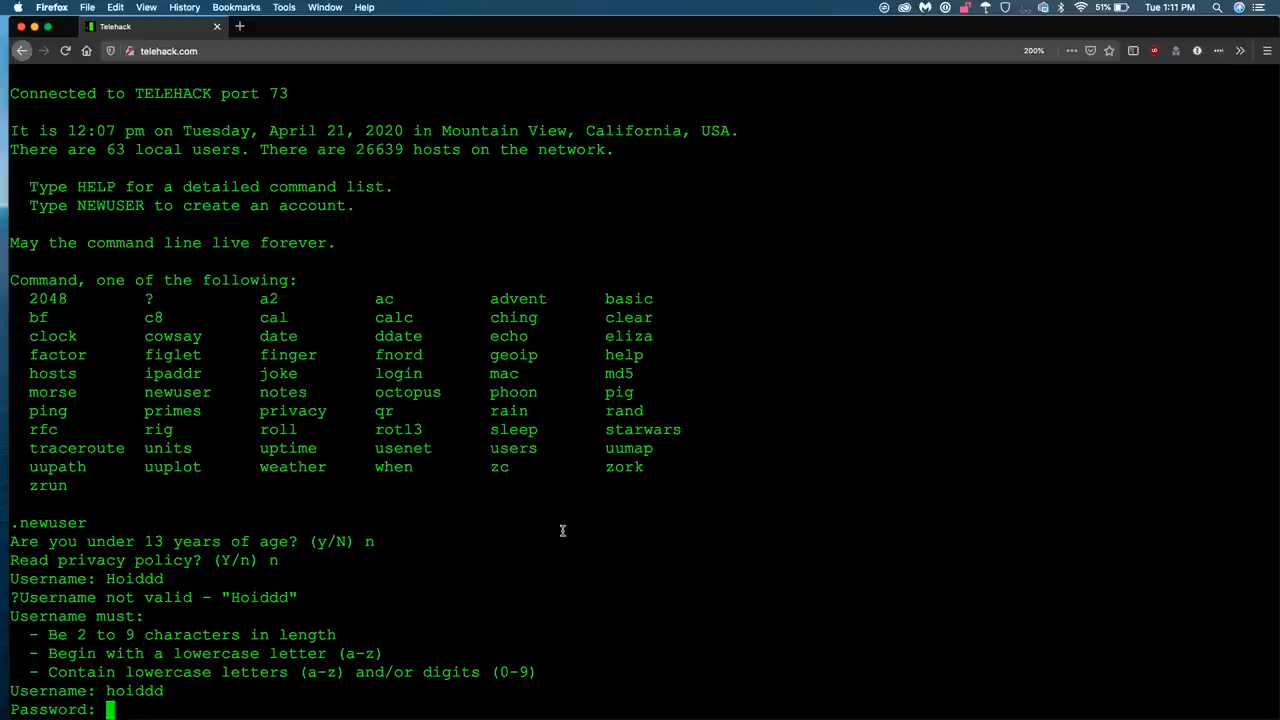 Firefox File Edit View History Bookmarks Tools Window Help 51% Tue 1:11 PM
Telehack
telehack.com 200%
Connected to TELEHACK port 73
It is 12:07 pm on Tuesday, April 21, 2020 in Mountain View, California, USA.
There are 63 local users. There are 26639 hosts on the network.
Type HELP for a detailed command list.
Type NEWUSER to create an account.
May the command line live forever.
Command, one of the following:
2048 ? a2 ac advent basic
bf c8 cal calc ching clear
clock cowsay date ddate echo eliza
factor figlet finger fnord geoip help
hosts ipaddr joke login mac md5
morse newuser notes octopus phoon pig
ping primes privacy qr rain rand
rfc rig roll rot13 sleep starwars
traceroute units uptime usenet users uumap
uupath uuplot weather when zc zork
zrun
.newuser
Are you under 13 years of age? (y/N) n
Read privacy policy? (Y/n) n
Username: Hoiddd
?Username not valid - "Hoiddd"
Username must:
- Be 2 to 9 characters in length
- Begin with a lowercase letter (a-z)
- Contain lowercase letters (a-z) and/or digits (0-9)
Username: hoiddd
Password: